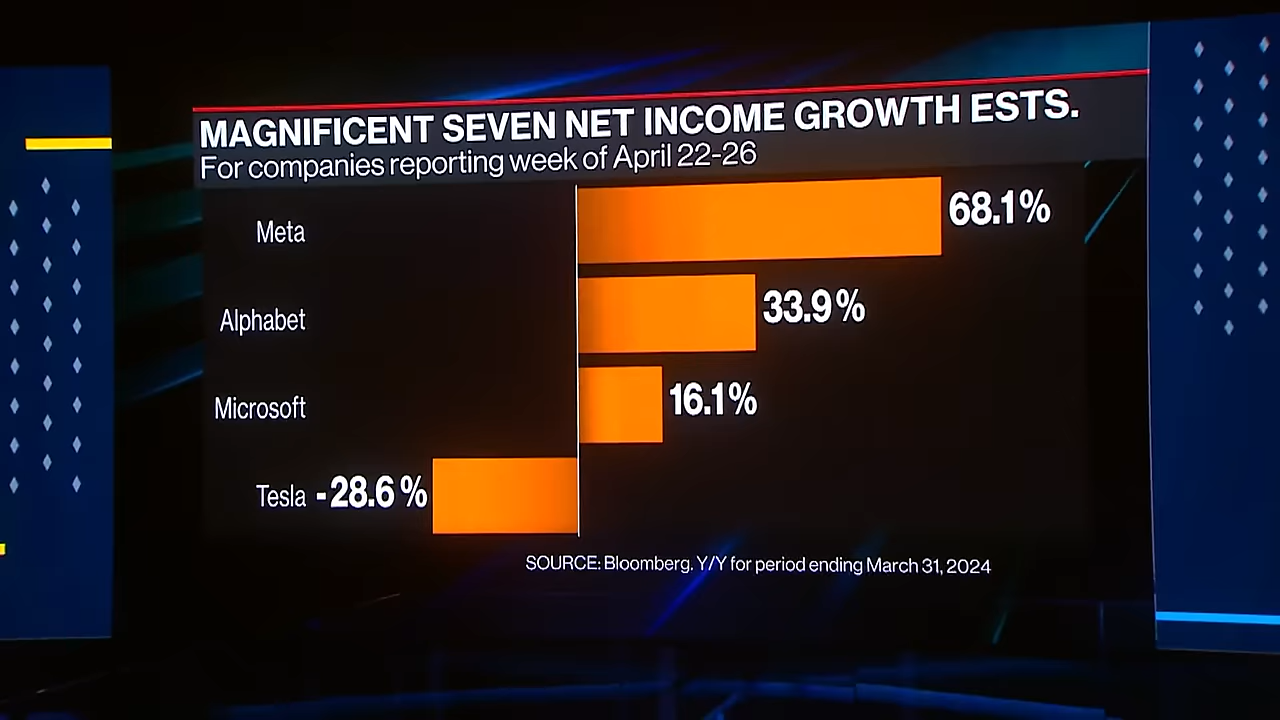 MAGNIFICENT SEVEN NET INCOME GROWTH ESTS.
For companies reporting week of April 22-26
Meta 68.1%
Alphabet 33.9%
Microsoft 16.1%
Tesla -28.6%
SOURCE: Bloomberg. Y/Y for period ending March 31, 2024